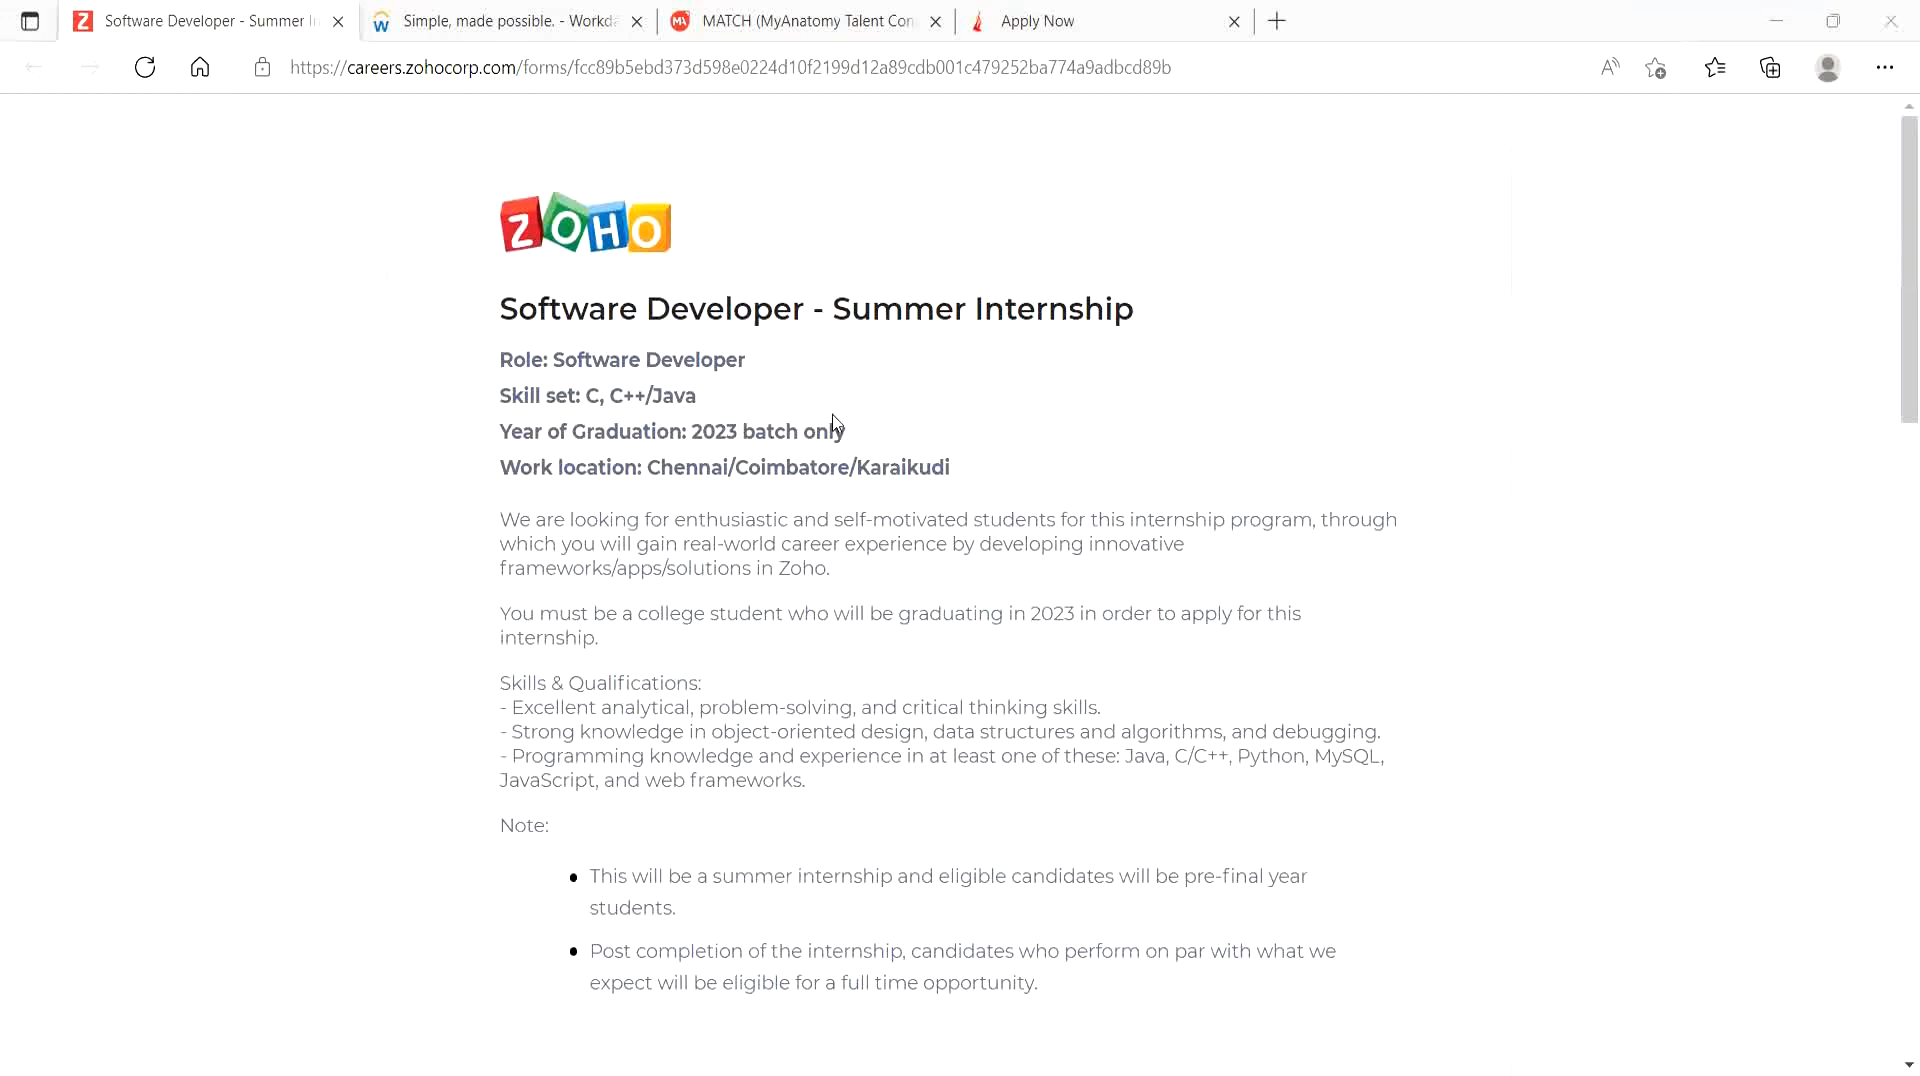 Software Developer - Summer I
Simple, made possible. - Workda
MATCH (MyAnatomy Talent Con
Apply Now
https://careers.zohocorp.com/forms/fcc89b5ebd373d598e0224d10f2199d12a89cdb001c479252ba774a9adbcd89b
ZOHO
Software Developer - Summer Internship
Role: Software Developer
Skill set: C, C++/Java
Year of Graduation: 2023 batch only
Work location: Chennai/Coimbatore/Karaikudi
We are looking for enthusiastic and self-motivated students for this internship program, through
which you will gain real-world career experience by developing innovative
frameworks/apps/solutions in Zoho.
You must be a college student who will be graduating in 2023 in order to apply for this
internship.
Skills & Qualifications:
- Excellent analytical, problem-solving, and critical thinking skills.
- Strong knowledge in object-oriented design, data structures and algorithms, and debugging.
- Programming knowledge and experience in at least one of these: Java, C/C++, Python, MySQL,
JavaScript, and web frameworks.
Note:
• This will be a summer internship and eligible candidates will be pre-final year
students.
• Post completion of the internship, candidates who perform on par with what we
expect will be eligible for a full time opportunity.